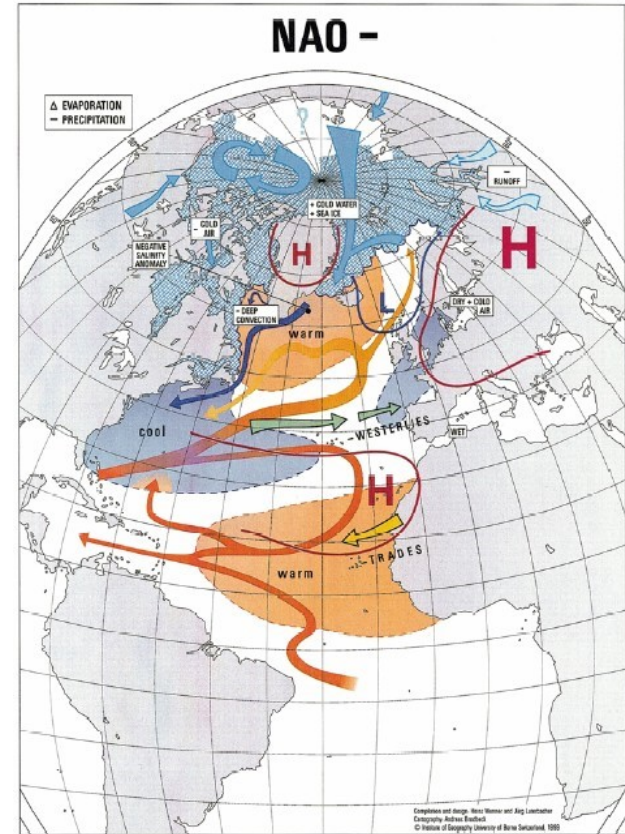 NAO -
△ EVAPORATION
– PRECIPITATION
?
– RUNOFF
+ COLD WATER
+ SEA ICE
– COLD
AIR
NEGATIVE
SALINITY
ANOMALY
H
H
L
– DEEP
CONVECTION
DRY + COLD
AIR
warm
cool
– WESTERLIES
WET
H
– TRADES
warm
Compilation and design: Heinz Wanner and Jürg Luterbacher
Cartography: Andreas Brodbeck
© Institute of Geography University of Berne Switzerland, 1999